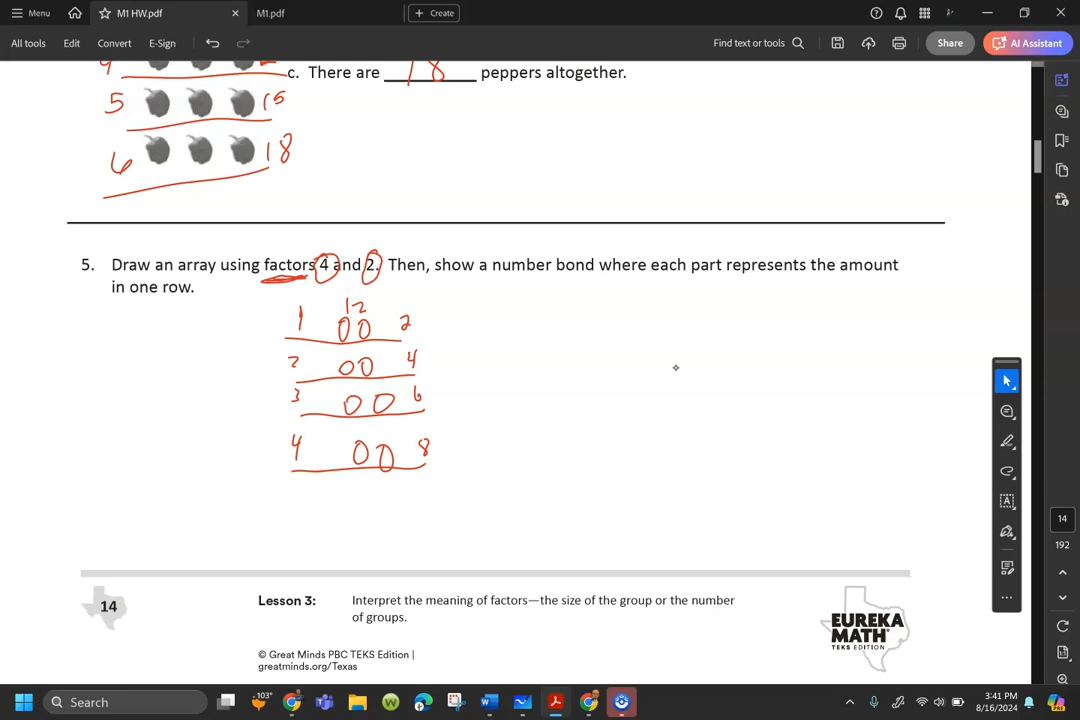 Menu
M1 HW.pdf
M1.pdf
Create
All tools
Edit
Convert
E-Sign
Find text or tools
Share
AI Assistant
c. There are 18 peppers altogether.
5 15
6 18
5. Draw an array using factors 4 and 2. Then, show a number bond where each part represents the amount
in one row.
12
1 2
2 4
3 6
4 8
14
192
14
Lesson 3: Interpret the meaning of factors—the size of the group or the number
of groups.
EUREKA
MATH
TEKS EDITION
© Great Minds PBC TEKS Edition |
greatminds.org/Texas
Search
103°
3:41 PM
8/16/2024